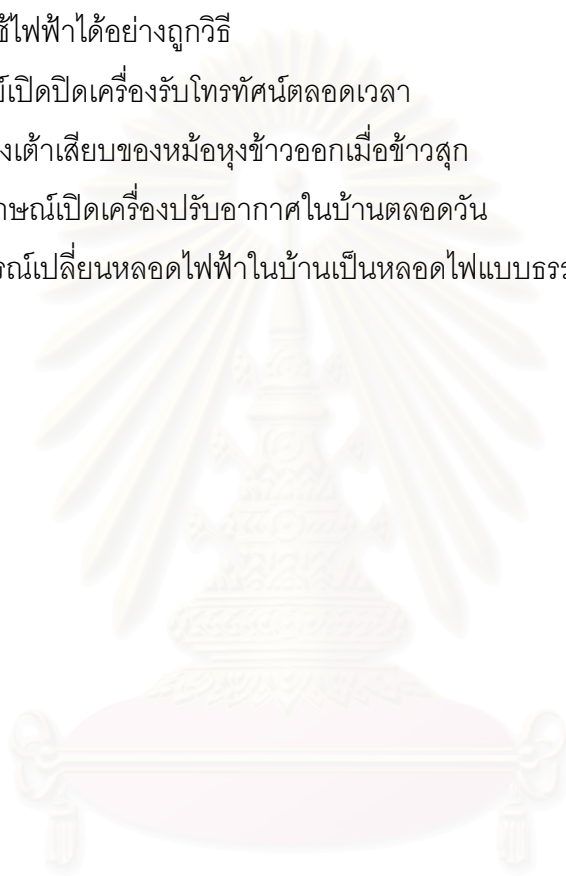 ช้ไฟฟ้าได้อย่างถูกวิธี
เปิดปิดเครื่องรับโทรทัศน์ตลอดเวลา
งเต้าเสียบของหม้อหุงข้าวออกเมื่อข้าวสุก
กษณ์เปิดเครื่องปรับอากาศในบ้านตลอดวัน
รณ์เปลี่ยนหลอดไฟฟ้าในบ้านเป็นหลอดไฟแบบธรร